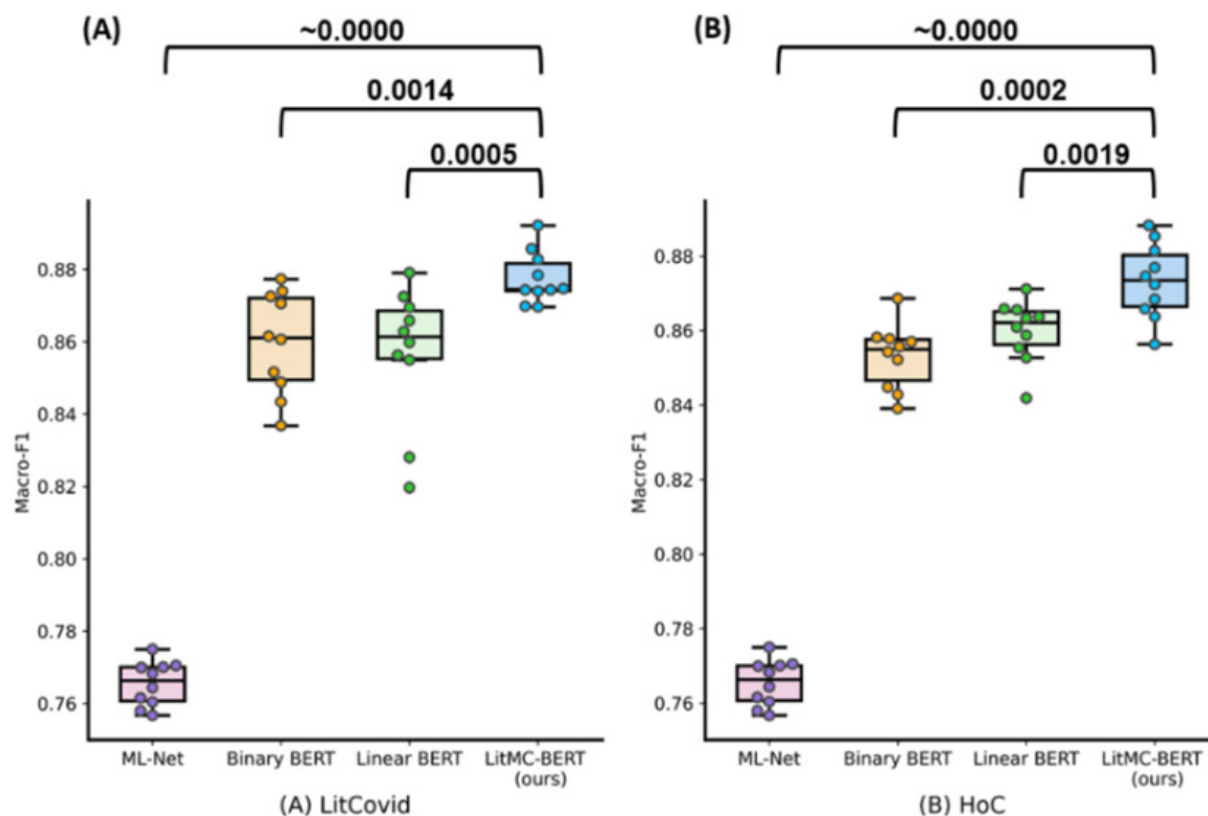 (A)
~0.0000
0.0014
0.0005
Macro-F1
0.88
0.86
0.84
0.82
0.80
0.78
0.76
ML-Net
Binary BERT
Linear BERT
LitMC-BERT
(ours)
(A) LitCovid
(B)
~0.0000
0.0002
0.0019
Macro-F1
0.88
0.86
0.84
0.82
0.80
0.78
0.76
ML-Net
Binary BERT
Linear BERT
LitMC-BERT
(ours)
(B) HoC